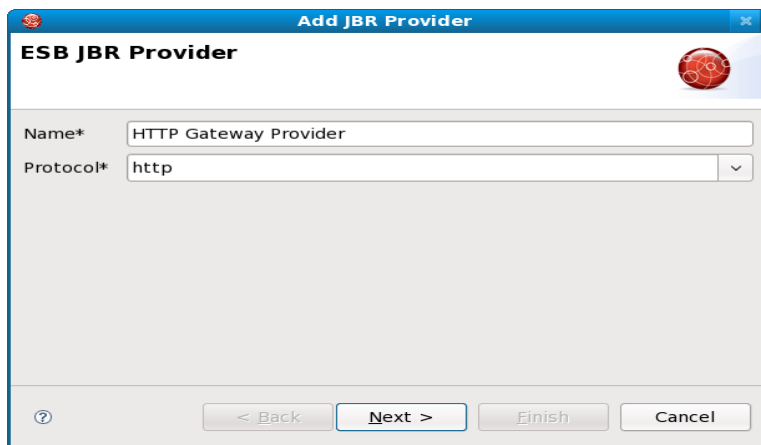 Add JBR Provider
ESB JBR Provider
Name* HTTP Gateway Provider
Protocol* http
< Back Next > Finish Cancel